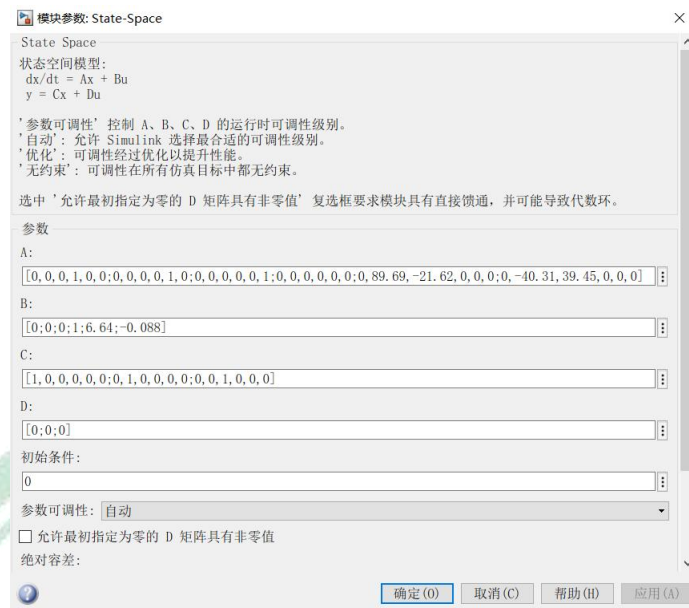 模块参数: State-Space
State Space
状态空间模型:
dx/dt = Ax + Bu
y = Cx + Du
'参数可调性' 控制 A、B、C、D 的运行时可调性级别。
'自动': 允许 Simulink 选择最合适的可调性级别。
'优化': 可调性经过优化以提升性能。
'无约束': 可调性在所有仿真目标中都无约束。
选中 '允许最初指定为零的 D 矩阵具有非零值' 复选框要求模块具有直接馈通，并可能导致代数环。
参数
A:
[0,0,0,1,0,0;0,0,0,0,1,0;0,0,0,0,0,1;0,0,0,0,0,0;0,89.69,-21.62,0,0,0;0,-40.31,39.45,0,0,0]
B:
[0;0;0;1;6.64;-0.088]
C:
[1,0,0,0,0,0;0,1,0,0,0,0;0,0,1,0,0,0]
D:
[0;0;0]
初始条件:
0
参数可调性: 自动
允许最初指定为零的 D 矩阵具有非零值
绝对容差:
确定(O) 取消(C) 帮助(H) 应用(A)